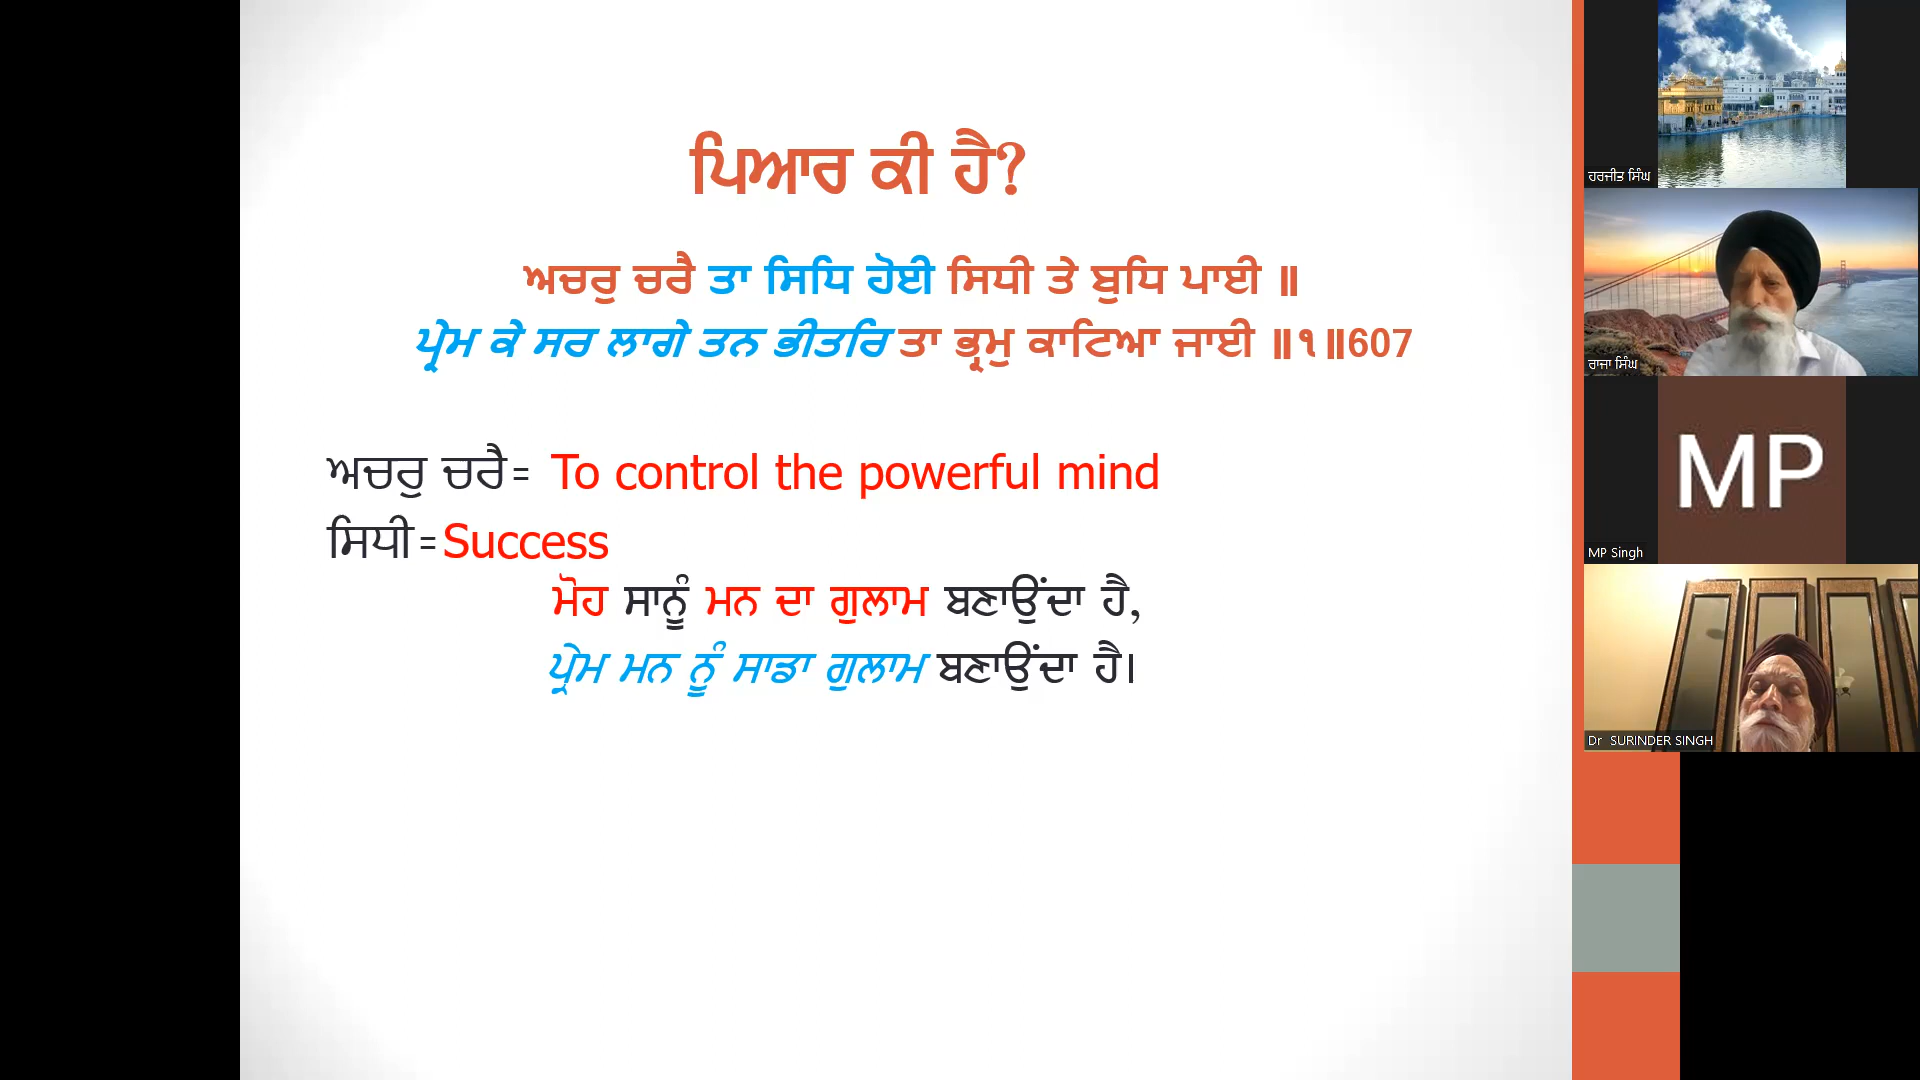 ਪਿਆਰ ਕੀ ਹੈ?
ਅਚਰੁ ਚਰੈ ਤਾ ਸਿਧਿ ਹੋਈ ਸਿਧੀ ਤੇ ਬੁਧਿ ਪਾਈ ॥
ਪ੍ਰੇਮ ਕੇ ਸਰ ਲਾਗੇ ਤਨ ਭੀਤਰਿ ਤਾ ਭ੍ਰਮੁ ਕਾਟਿਆ ਜਾਈ ॥੧॥607
ਅਚਰੁ ਚਰੈ= To control the powerful mind
ਸਿਧੀ=Success
ਮੋਹ ਸਾਨੂੰ ਮਨ ਦਾ ਗੁਲਾਮ ਬਣਾਉਂਦਾ ਹੈ,
ਪ੍ਰੇਮ ਮਨ ਨੂੰ ਸਾਡਾ ਗੁਲਾਮ ਬਣਾਉਂਦਾ ਹੈ।
ਹਰਜੀਤ ਸਿੰਘ
ਰਾਜਾ ਸਿੰਘ
MP
MP Singh
Dr SURINDER SINGH